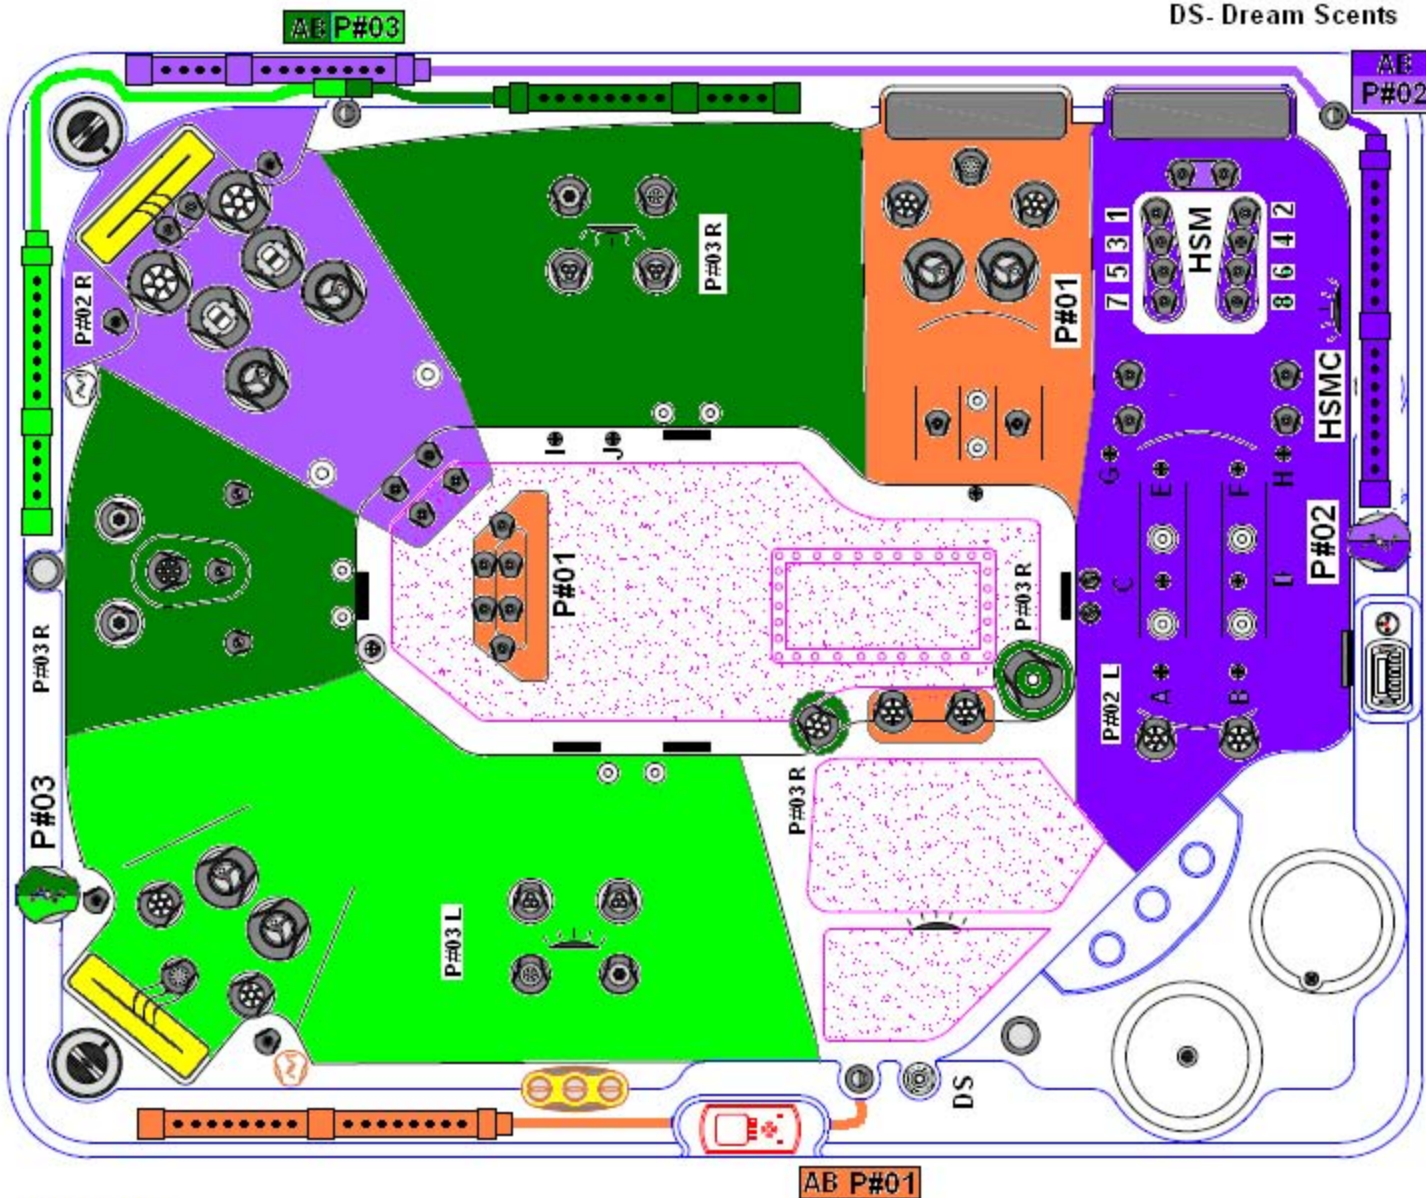 DS- Dream Scents
AB P#03
AB
P#02
P#02 R
P#03 R
P#01
1
3
5
7
HSM
2
4
6
8
HSMC
I
J
G
E
F
H
P#01
P#03 R
C
D
P#02
P#03 R
P#02 L
A
B
P#03
P#03 R
P#03 L
DS
AB P#01